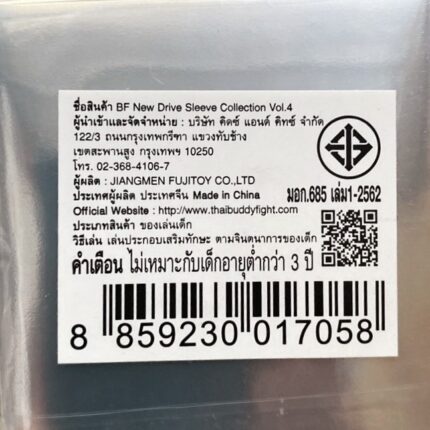 ชื่อสินค้า BF New Drive Sleeve Collection Vol.4
ผู้นำเข้าและจัดจำหน่าย : บริษัท คิดซ์ แอนด์ คิทซ์ จำกัด
122/3 ถนนกรุงเทพกรีฑา แขวงทับช้าง
เขตสะพานสูง กรุงเทพฯ 10250
โทร. 02-368-4106-7
ผู้ผลิต : JIANGMEN FUJITOY CO.,LTD
ประเทศผู้ผลิต ประเทศจีน Made in China
มอก.685 เล่ม1-2562
Official Website : http://www.thaibuddyfight.com
ประเภทสินค้า ของเล่นเด็ก
วิธีเล่น เล่นประกอบเสริมทักษะ ตามจินตนาการของเด็ก
คำเตือน ไม่เหมาะกับเด็กอายุต่ำกว่า 3 ปี
8 859230 017058